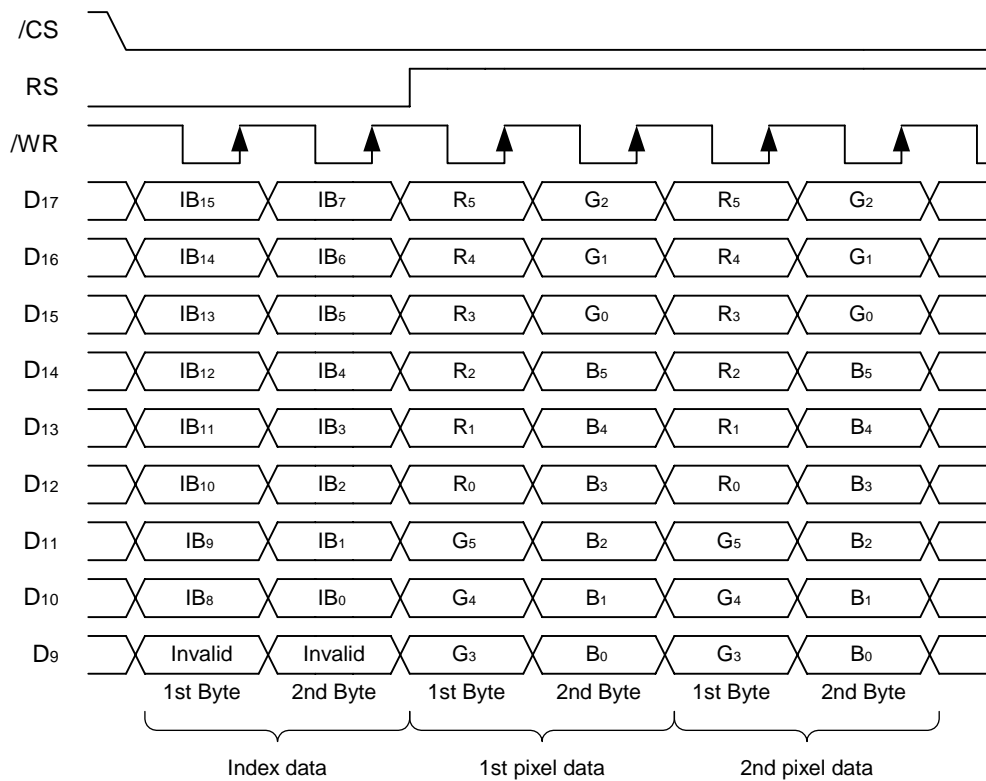 /CS
RS
/WR
D17 IB15 IB7 R5 G2 R5 G2
D16 IB14 IB6 R4 G1 R4 G1
D15 IB13 IB5 R3 G0 R3 G0
D14 IB12 IB4 R2 B5 R2 B5
D13 IB11 IB3 R1 B4 R1 B4
D12 IB10 IB2 R0 B3 R0 B3
D11 IB9 IB1 G5 B2 G5 B2
D10 IB8 IB0 G4 B1 G4 B1
D9 Invalid Invalid G3 B0 G3 B0
1st Byte 2nd Byte 1st Byte 2nd Byte 1st Byte 2nd Byte
Index data 1st pixel data 2nd pixel data